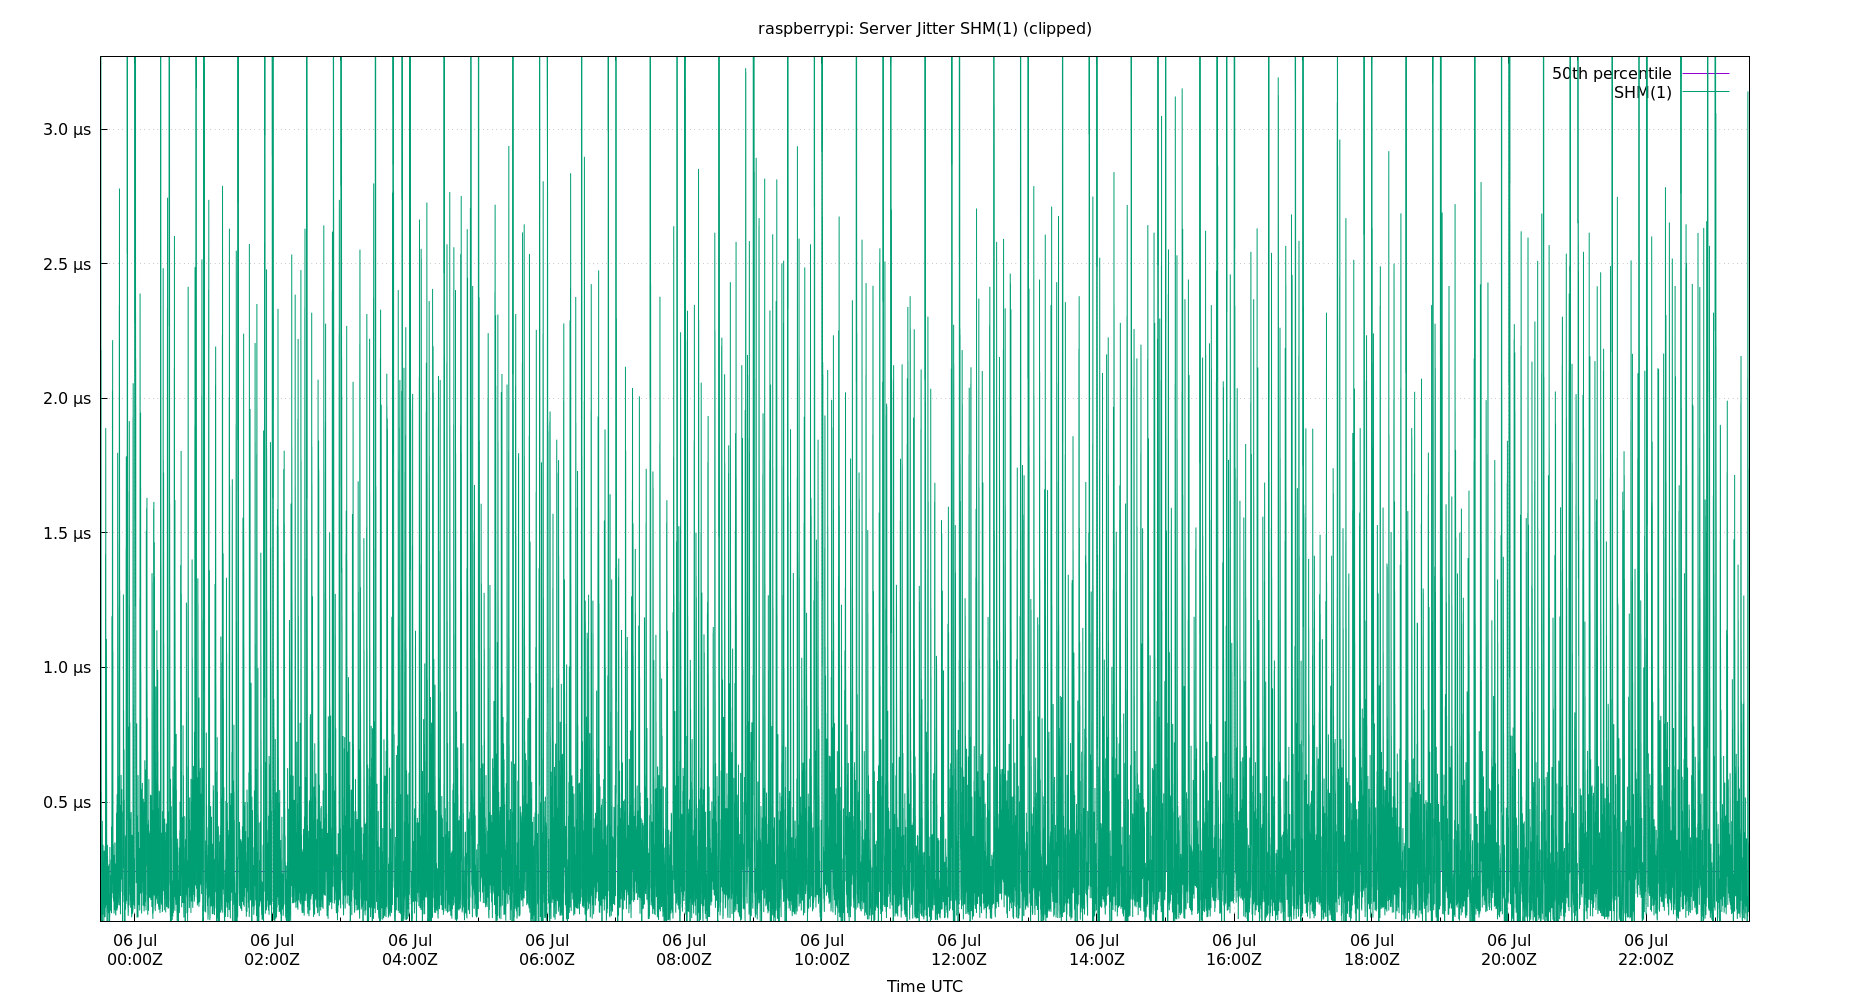 raspberrypi: Server Jitter SHM(1) (clipped)
50th percentile
SHM(1)
3.0 µs
2.5 µs
2.0 µs
1.5 µs
1.0 µs
0.5 µs
06 Jul 06 Jul 06 Jul 06 Jul 06 Jul 06 Jul 06 Jul 06 Jul 06 Jul 06 Jul 06 Jul 06 Jul
00:00Z 02:00Z 04:00Z 06:00Z 08:00Z 10:00Z 12:00Z 14:00Z 16:00Z 18:00Z 20:00Z 22:00Z
Time UTC